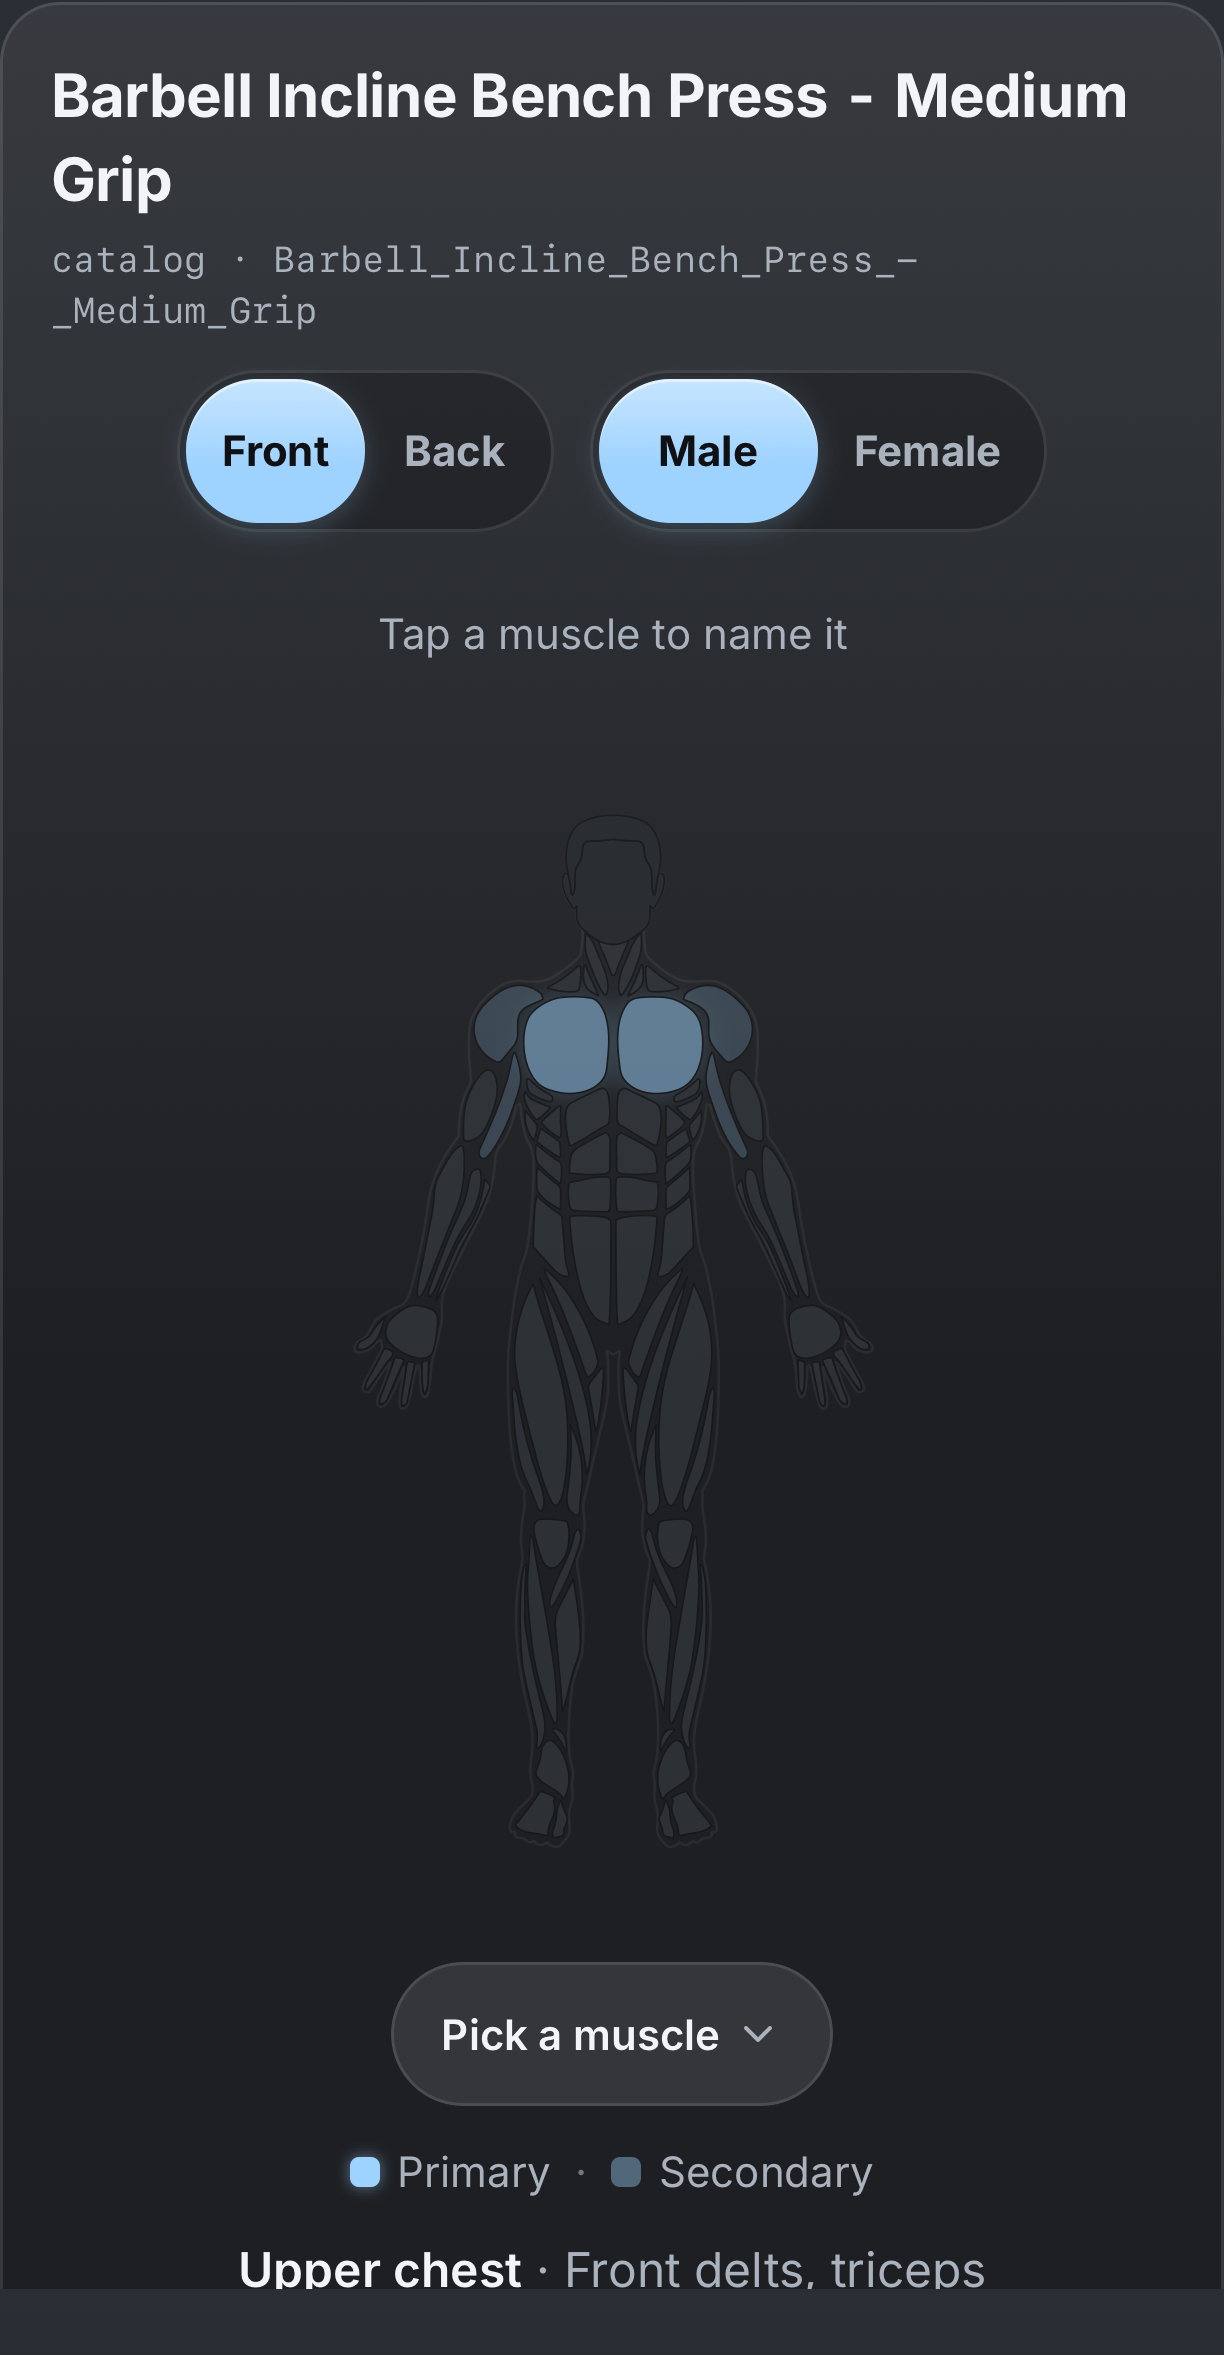 Barbell Incline Bench Press - Medium
Grip
catalog · Barbell_Incline_Bench_Press_-
_Medium_Grip
Front Back Male Female
Tap a muscle to name it
Pick a muscle
Primary · Secondary
Upper chest · Front delts, triceps